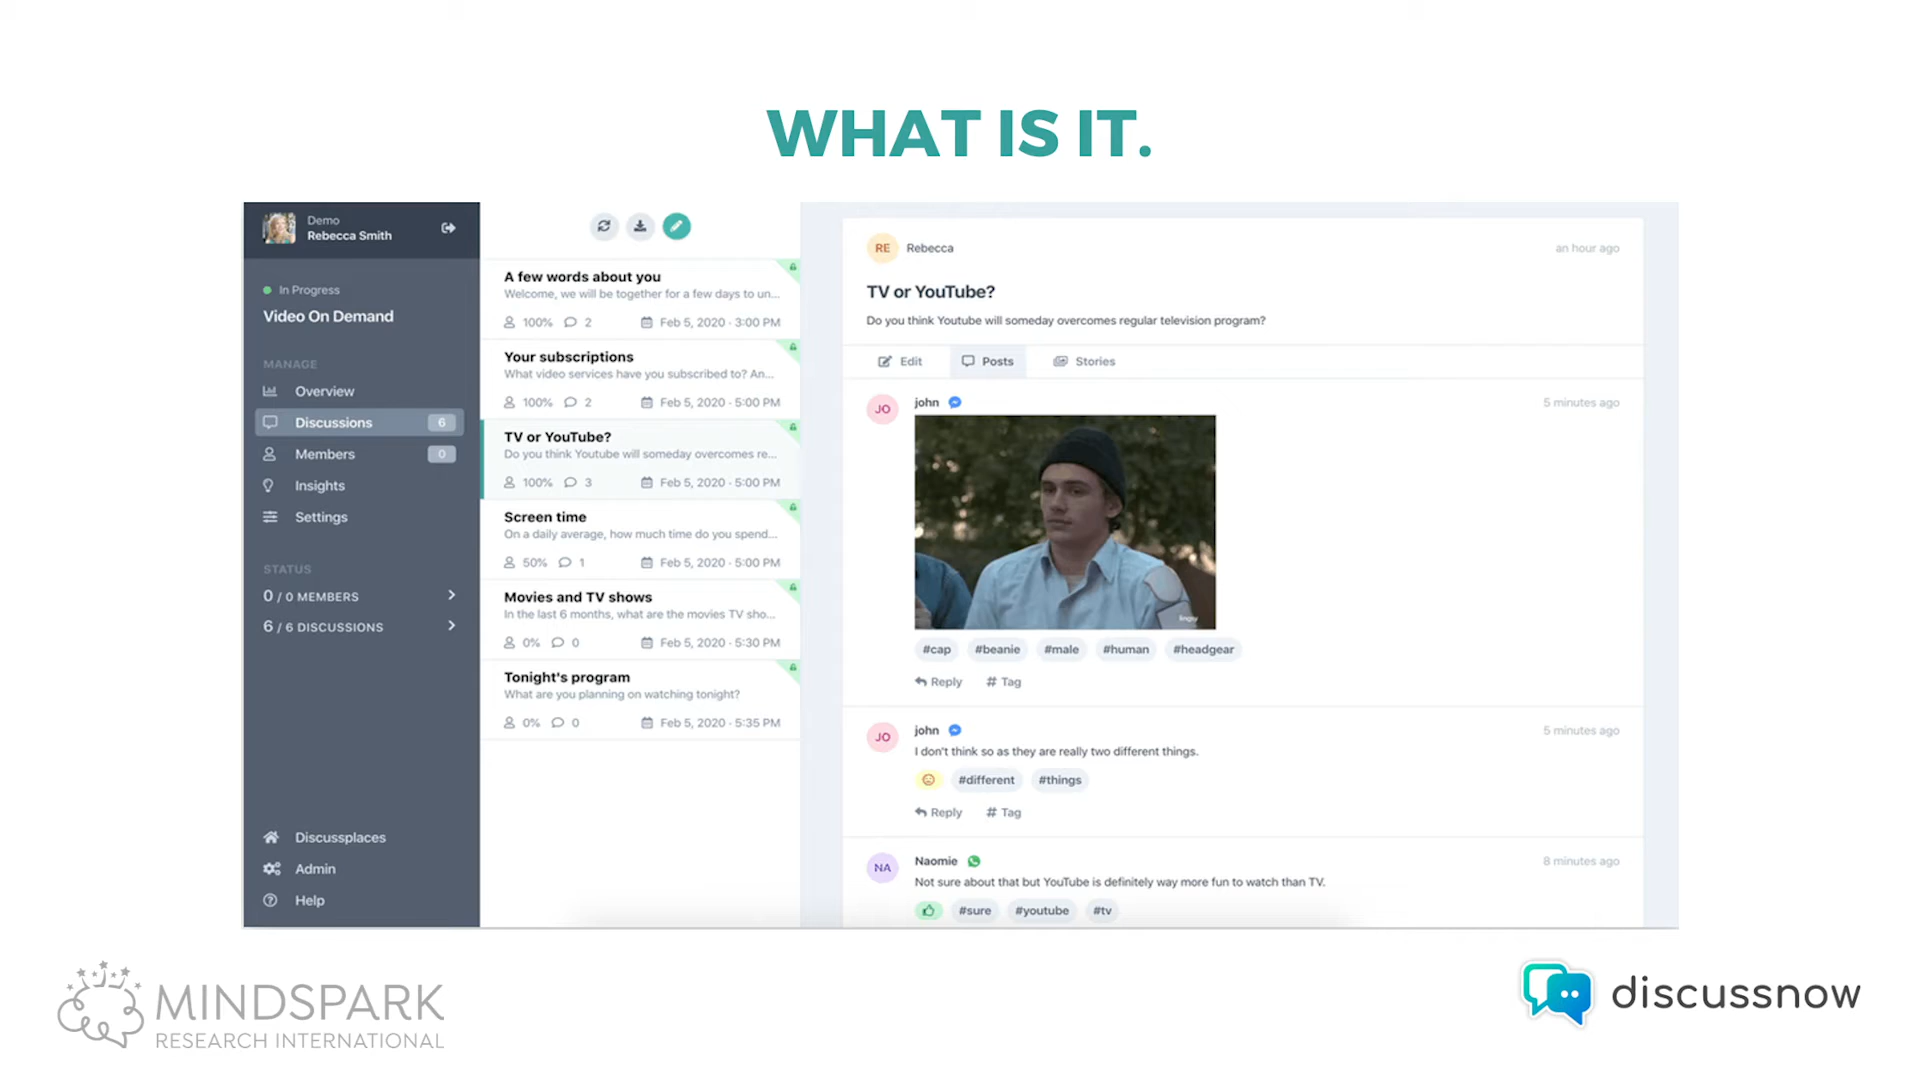 WHAT IS IT.
Demo
Rebecca Smith
In Progress
Video On Demand
MANAGE
Overview
Discussions 6
Members 0
Insights
Settings
STATUS
0 / 0 MEMBERS
6 / 6 DISCUSSIONS
Discussplaces
Admin
Help
A few words about you
Welcome, we will be together for a few days to un...
100% 2 Feb 5, 2020 · 3:00 PM
Your subscriptions
What video services have you subscribed to? An...
100% 2 Feb 5, 2020 · 5:00 PM
TV or YouTube?
Do you think Youtube will someday overcomes re...
100% 3 Feb 5, 2020 · 5:00 PM
Screen time
On a daily average, how much time do you spend...
50% 1 Feb 5, 2020 · 5:00 PM
Movies and TV shows
In the last 6 months, what are the movies TV sho...
0% 0 Feb 5, 2020 · 5:30 PM
Tonight's program
What are you planning on watching tonight?
0% 0 Feb 5, 2020 · 5:35 PM
RE Rebecca an hour ago
TV or YouTube?
Do you think Youtube will someday overcomes regular television program?
Edit Posts Stories
JO john 5 minutes ago
#cap #beanie #male #human #headgear
Reply # Tag
JO john 5 minutes ago
I don't think so as they are really two different things.
#different #things
Reply # Tag
NA Naomie 8 minutes ago
Not sure about that but YouTube is definitely way more fun to watch than TV.
#sure #youtube #tv
MINDSPARK
RESEARCH INTERNATIONAL
discussnow